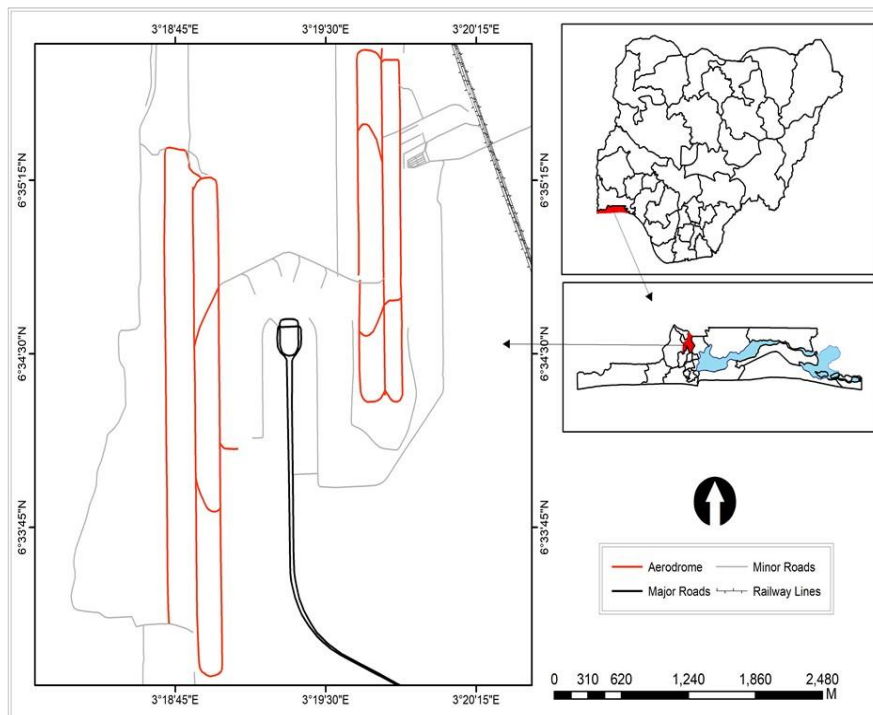 3°18'45"E 3°19'30"E 3°20'15"E
6°35'15"N 6°35'15"N
6°34'30"N 6°34'30"N
6°33'45"N 6°33'45"N
3°18'45"E 3°19'30"E 3°20'15"E
Aerodrome Minor Roads
Major Roads Railway Lines
0 310 620 1,240 1,860 2,480
M